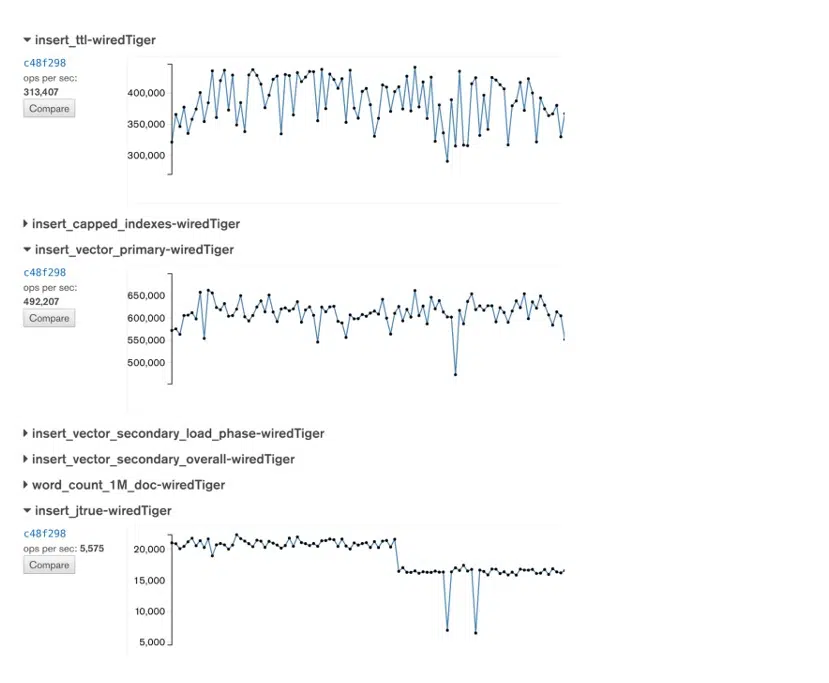 insert_ttl-wiredTiger
c48f298
ops per sec:
313,407
Compare
400,000
350,000
300,000
insert_capped_indexes-wiredTiger
insert_vector_primary-wiredTiger
c48f298
ops per sec:
492,207
Compare
650,000
600,000
550,000
500,000
insert_vector_secondary_load_phase-wiredTiger
insert_vector_secondary_overall-wiredTiger
word_count_1M_doc-wiredTiger
insert_jtrue-wiredTiger
c48f298
ops per sec: 5,575
Compare
20,000
15,000
10,000
5,000